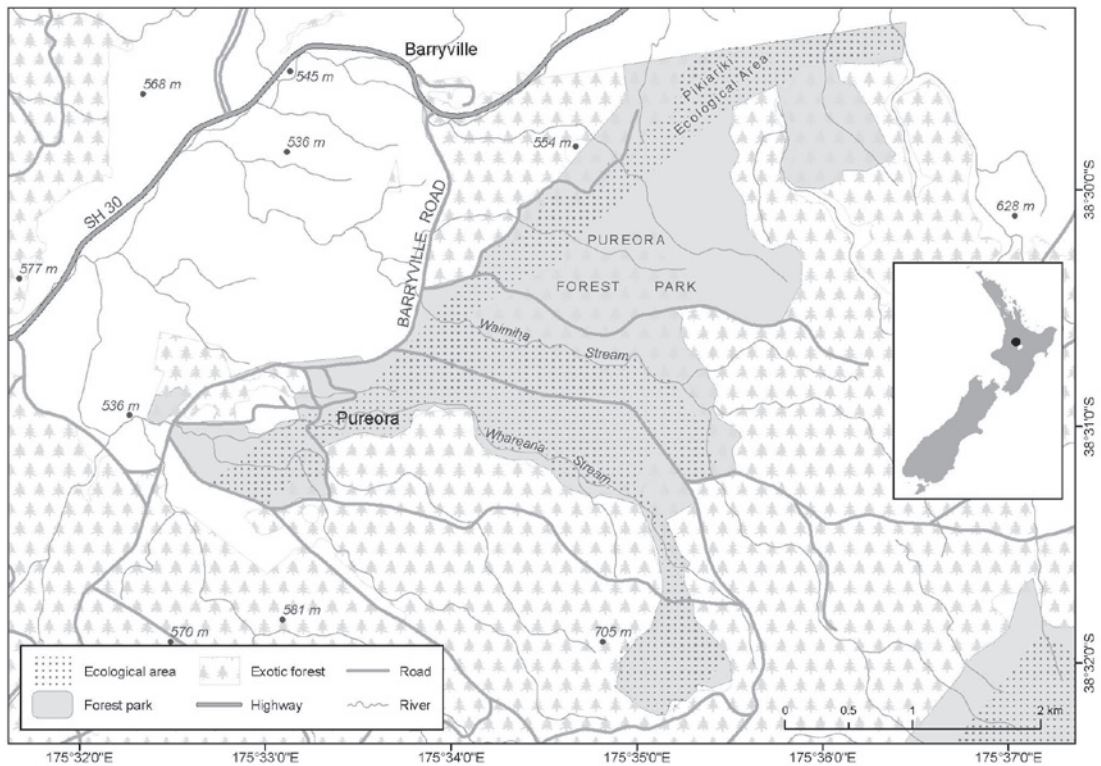 Barryville
568 m
545 m
Pikiariki
Ecological Area
536 m
554 m
SH 30
BARRYVILLE ROAD
628 m
PUREORA
577 m
FOREST PARK
Waimiha
Stream
536 m
Pureora
Whareana
Stream
581 m
570 m
705 m
Ecological area
Exotic forest
Road
Forest park
Highway
River
0 0.5 1 2 km
38°30'0"S
38°31'0"S
38°32'0"S
175°32'0"E 175°33'0"E 175°34'0"E 175°35'0"E 175°36'0"E 175°37'0"E